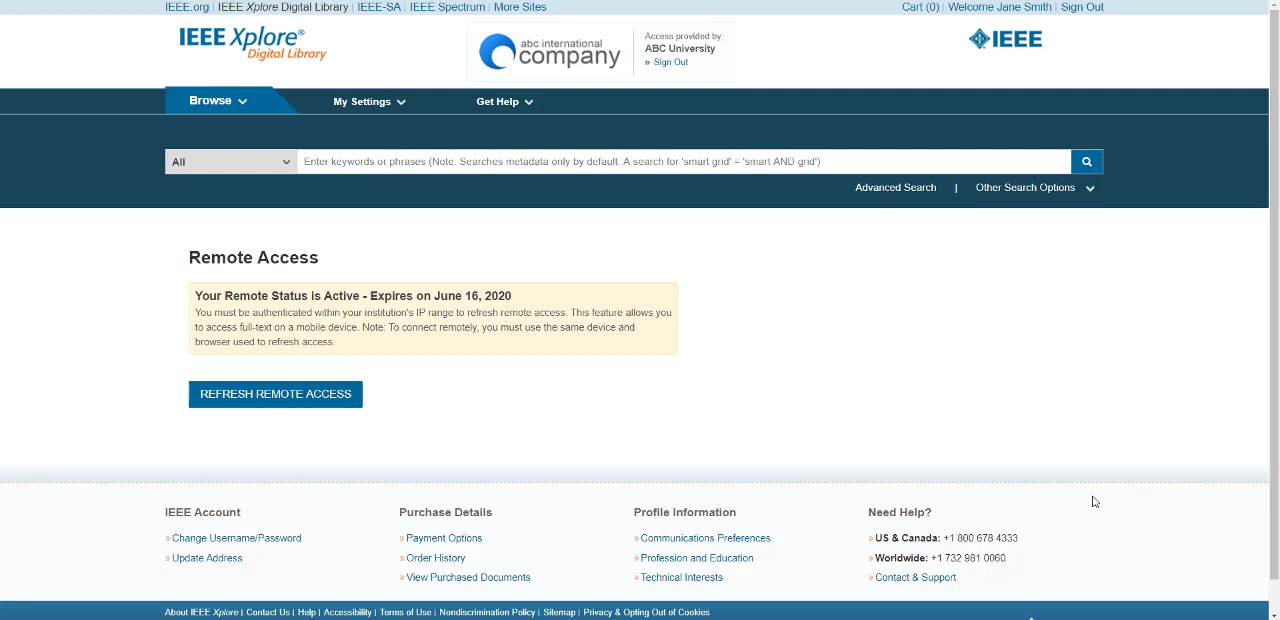 IEEE.org | IEEE Xplore Digital Library | IEEE-SA | IEEE Spectrum | More Sites
Cart (0) | Welcome Jane Smith | Sign Out
IEEE Xplore®
Digital Library
abc international
company
Access provided by:
ABC University
» Sign Out
IEEE
Browse
My Settings
Get Help
All
Enter keywords or phrases (Note: Searches metadata only by default. A search for 'smart grid' = 'smart AND grid')
Advanced Search | Other Search Options
Remote Access
Your Remote Status is Active - Expires on June 16, 2020
You must be authenticated within your institution's IP range to refresh remote access. This feature allows you
to access full-text on a mobile device. Note: To connect remotely, you must use the same device and
browser used to refresh access.
REFRESH REMOTE ACCESS
IEEE Account
» Change Username/Password
» Update Address
Purchase Details
» Payment Options
» Order History
» View Purchased Documents
Profile Information
» Communications Preferences
» Profession and Education
» Technical Interests
Need Help?
» US & Canada: +1 800 678 4333
» Worldwide: +1 732 981 0060
» Contact & Support
About IEEE Xplore | Contact Us | Help | Accessibility | Terms of Use | Nondiscrimination Policy | Sitemap | Privacy & Opting Out of Cookies